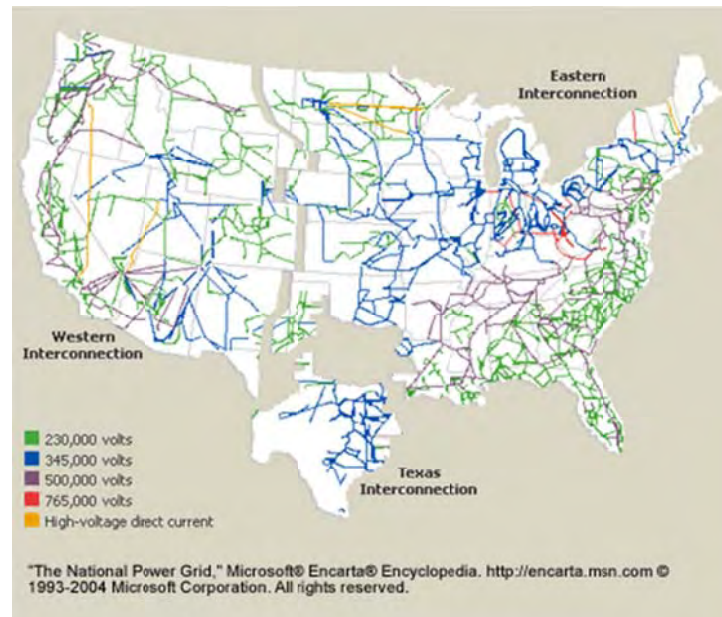 Eastern
Interconnection
Western
Interconnection
230,000 volts
345,000 volts
500,000 volts
765,000 volts
High-voltage direct current
Texas
Interconnection
"The National Power Grid," Microsoft® Encarta® Encyclopedia. http://encarta.msn.com ©
1993-2004 Microsoft Corporation. All rights reserved.